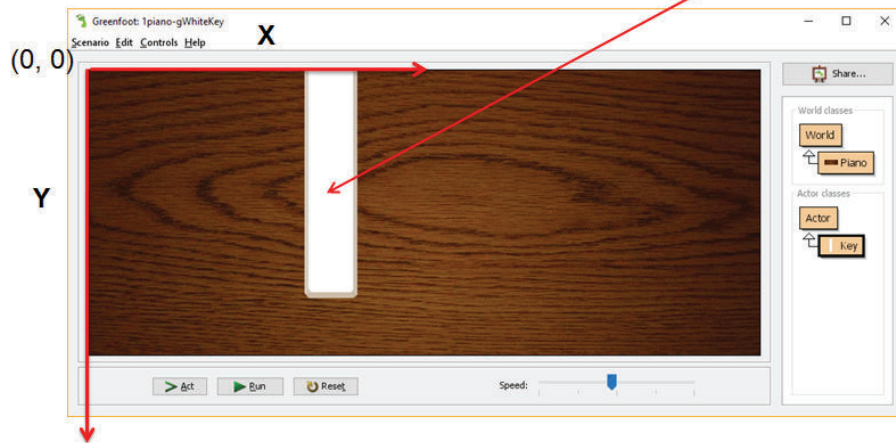 Greenfoot: 1piano-gWhiteKey
Scenario Edit Controls Help
X
(0, 0)
Share...
World classes
World
Piano
Y
Actor classes
Actor
Key
Act
Run
Reset
Speed: